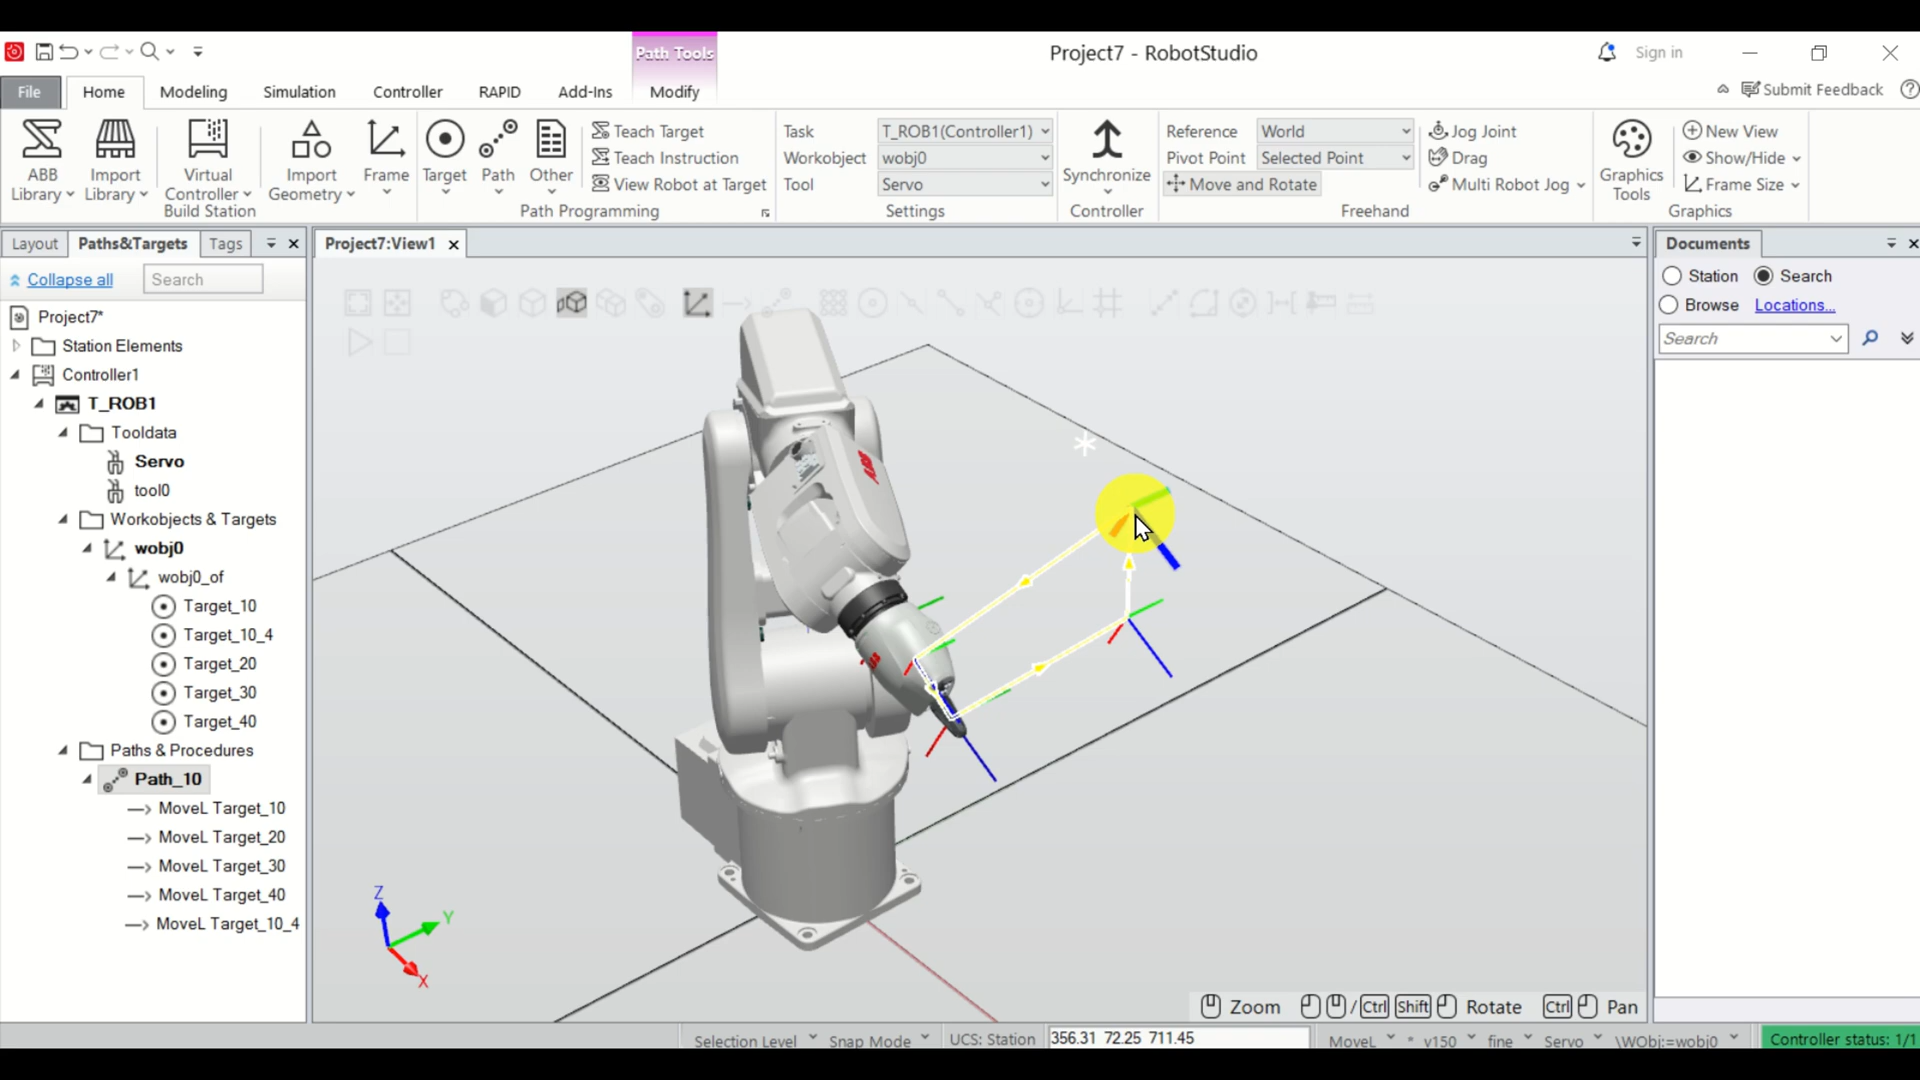 Path Tools
Project7 - RobotStudio
Sign in
File
Home
Modeling
Simulation
Controller
RAPID
Add-Ins
Modify
Submit Feedback
ABB Library
Import Library
Virtual Controller
Import Geometry
Frame
Build Station
Target
Path
Other
Teach Target
Teach Instruction
View Robot at Target
Path Programming
Task T_ROB1(Controller1)
Workobject wobj0
Tool Servo
Settings
Synchronize
Controller
Reference World
Pivot Point Selected Point
Move and Rotate
Jog Joint
Drag
Multi Robot Jog
Freehand
Graphics Tools
New View
Show/Hide
Frame Size
Graphics
Layout
Paths&Targets
Tags
Project7:View1
Documents
Collapse all
Search
Station
Search
Browse
Locations...
Search
Project7*
Station Elements
Controller1
T_ROB1
Tooldata
Servo
tool0
Workobjects & Targets
wobj0
wobj0_of
Target_10
Target_10_4
Target_20
Target_30
Target_40
Paths & Procedures
Path_10
MoveL Target_10
MoveL Target_20
MoveL Target_30
MoveL Target_40
MoveL Target_10_4
ABB
Z
Y
X
Zoom
/ Ctrl Shift
Rotate
Ctrl
Pan
Selection Level
Snap Mode
UCS: Station
356.31 72.25 711.45
MoveL
* v150
fine
Servo
\WObj:=wobj0
Controller status: 1/1